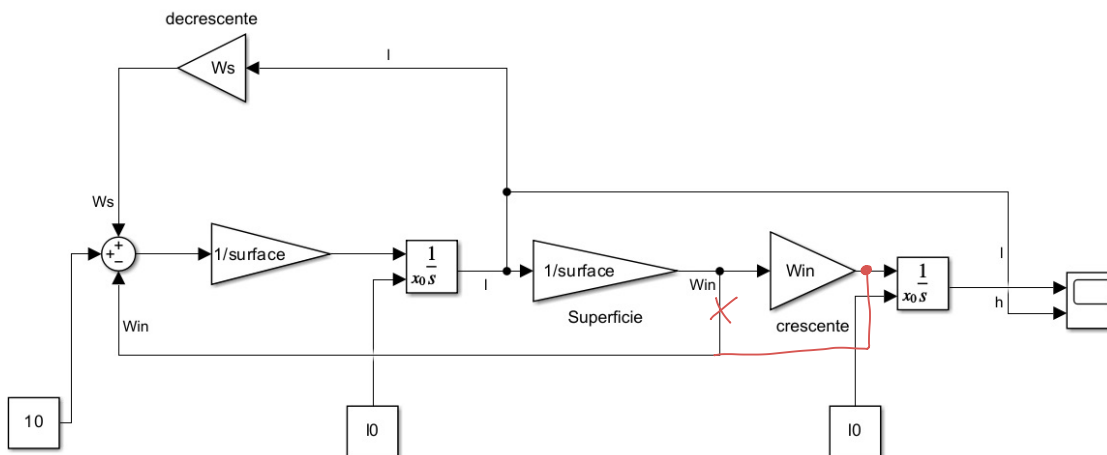 decrescente
Ws
l
Ws
+
+
−
1/surface
1
s
x₀
l
1/surface
Superficie
Win
Win
crescente
1
s
x₀
l
h
Win
10
I0
I0